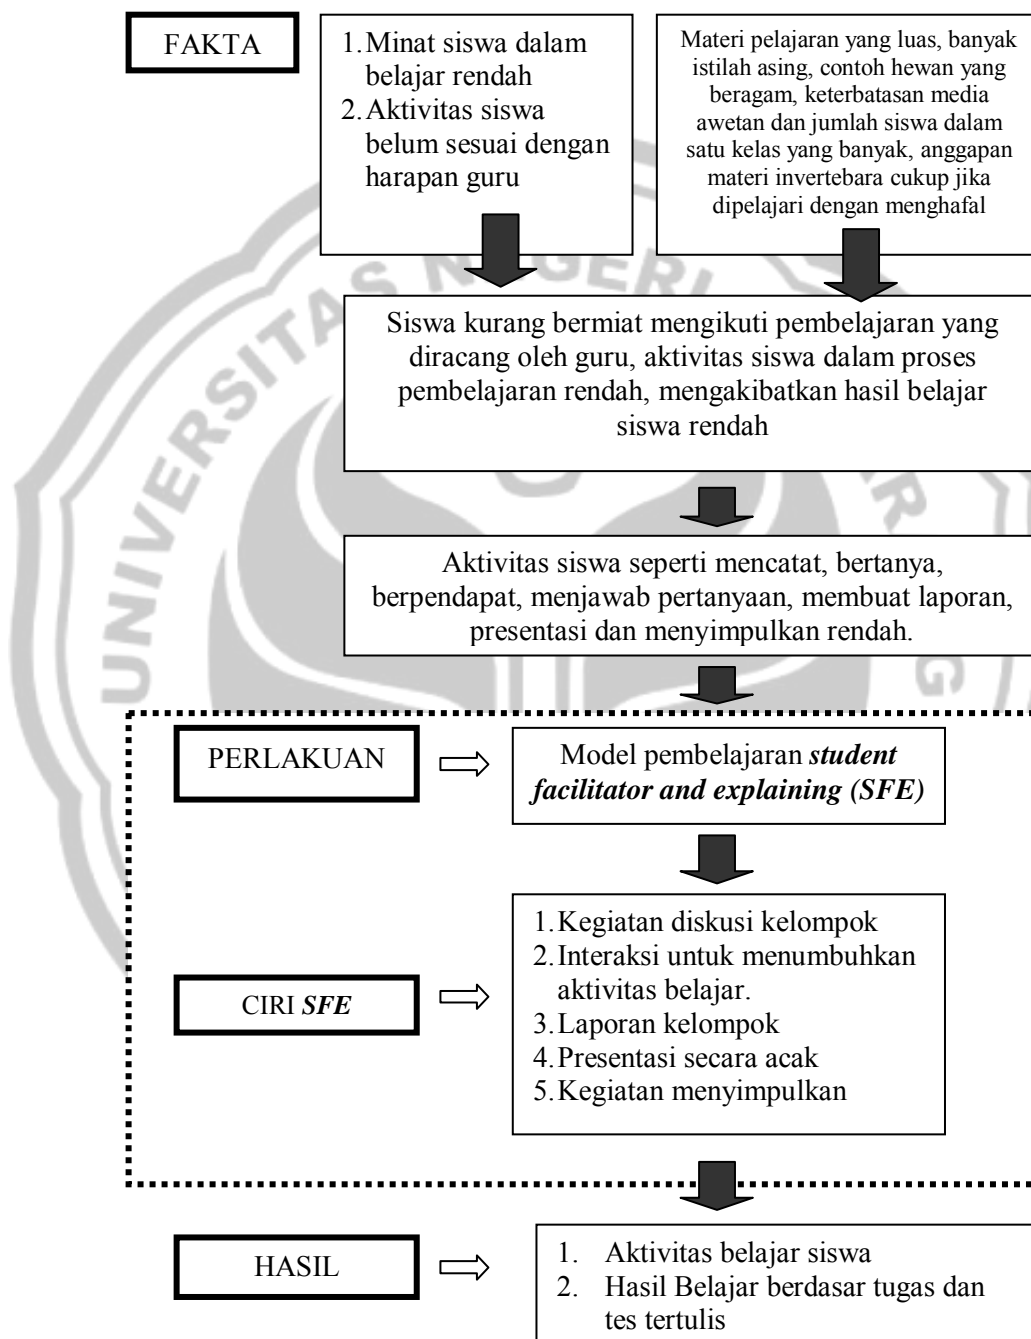 FAKTA
1. Minat siswa dalam
belajar rendah
2. Aktivitas siswa
belum sesuai dengan
harapan guru
Materi pelajaran yang luas, banyak
istilah asing, contoh hewan yang
beragam, keterbatasan media
awetan dan jumlah siswa dalam
satu kelas yang banyak, anggapan
materi invertebara cukup jika
dipelajari dengan menghafal
Siswa kurang bermiat mengikuti pembelajaran yang
diracang oleh guru, aktivitas siswa dalam proses
pembelajaran rendah, mengakibatkan hasil belajar
siswa rendah
Aktivitas siswa seperti mencatat, bertanya,
berpendapat, menjawab pertanyaan, membuat laporan,
presentasi dan menyimpulkan rendah.
PERLAKUAN
Model pembelajaran student
facilitator and explaining (SFE)
CIRI SFE
1. Kegiatan diskusi kelompok
2. Interaksi untuk menumbuhkan
aktivitas belajar.
3. Laporan kelompok
4. Presentasi secara acak
5. Kegiatan menyimpulkan
HASIL
1. Aktivitas belajar siswa
2. Hasil Belajar berdasar tugas dan
tes tertulis
UNIVERSITAS NEGERI